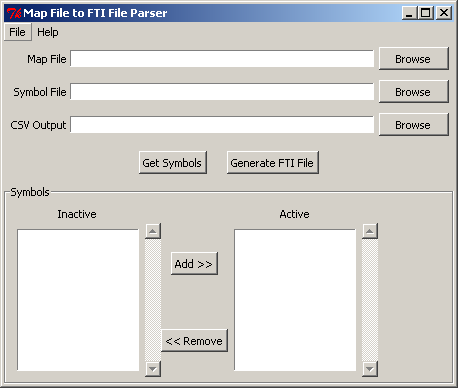 Map File to FTI File Parser
File Help
Map File Browse
Symbol File Browse
CSV Output Browse
Get Symbols Generate FTI File
Symbols
Inactive Active
Add >>
<< Remove